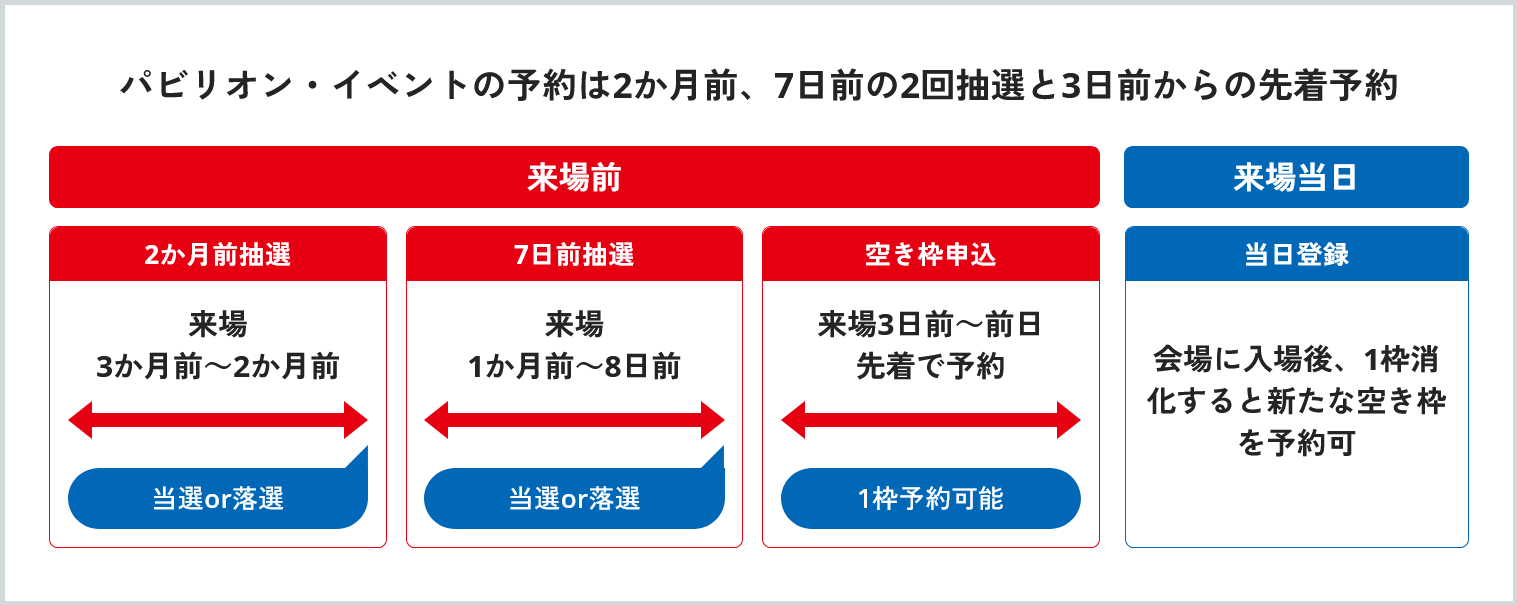 パビリオン・イベントの予約は2か月前、7日前の2回抽選と3日前からの先着予約
来場前
来場当日
2か月前抽選
来場
3か月前～2か月前
当選or落選
7日前抽選
来場
1か月前～8日前
当選or落選
空き枠申込
来場3日前～前日
先着で予約
1枠予約可能
当日登録
会場に入場後、1枠消
化すると新たな空き枠
を予約可